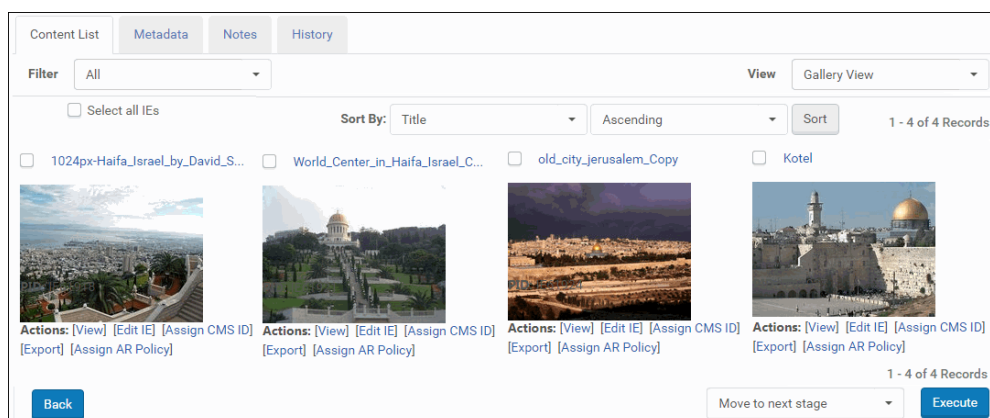 Content List Metadata Notes History
Filter All View Gallery View
Select all IEs Sort By: Title Ascending Sort 1 - 4 of 4 Records
1024px-Haifa_Israel_by_David_S... World_Center_in_Haifa_Israel_C... old_city_jerusalem_Copy Kotel
Actions: [View] [Edit IE] [Assign CMS ID] Actions: [View] [Edit IE] [Assign CMS ID] Actions: [View] [Edit IE] [Assign CMS ID] Actions: [View] [Edit IE] [Assign CMS ID]
[Export] [Assign AR Policy] [Export] [Assign AR Policy] [Export] [Assign AR Policy] [Export] [Assign AR Policy]
1 - 4 of 4 Records
Back Move to next stage Execute